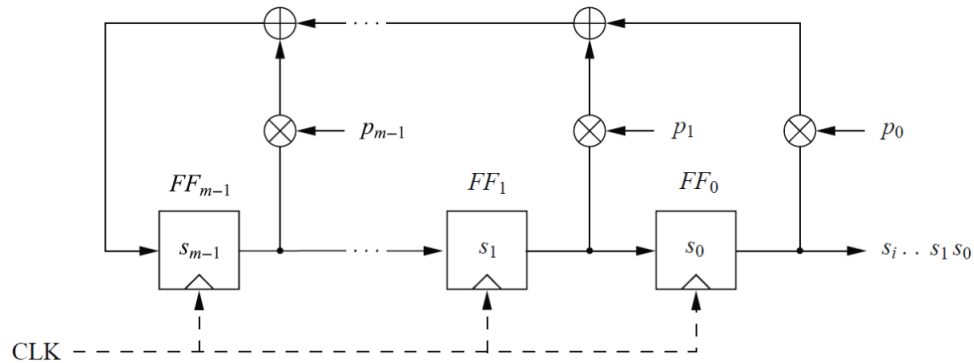 p_{m−1} p_1 p_0
FF_{m−1} FF_1 FF_0
s_{m−1} s_1 s_0 s_i . . s_1 s_0
CLK